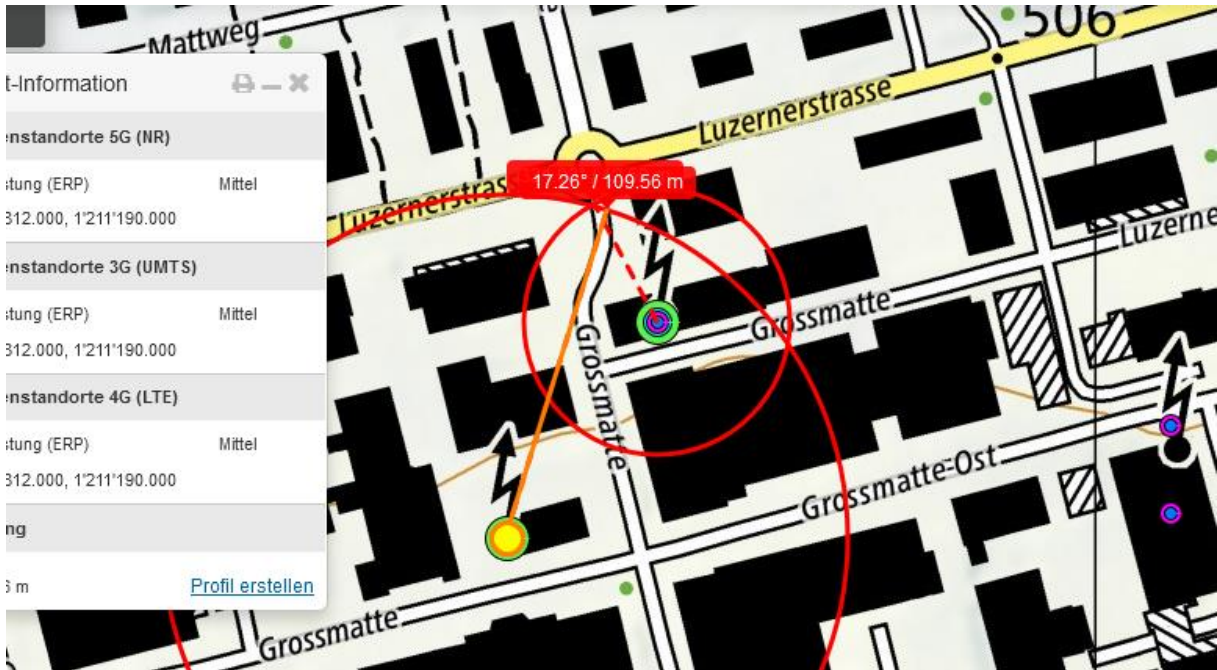 t-Information
enstandorte 5G (NR)
stung (ERP) Mittel
312.000, 1'211'190.000
enstandorte 3G (UMTS)
stung (ERP) Mittel
312.000, 1'211'190.000
enstandorte 4G (LTE)
stung (ERP) Mittel
312.000, 1'211'190.000
ng
6 m Profil erstellen
Mattweg
506
Luzernerstrasse
17.26° / 109.56 m
Luzernerstrass
Luzerne
Grossmatte
Grossmatte
Grossmatte-Ost
Grossmatte